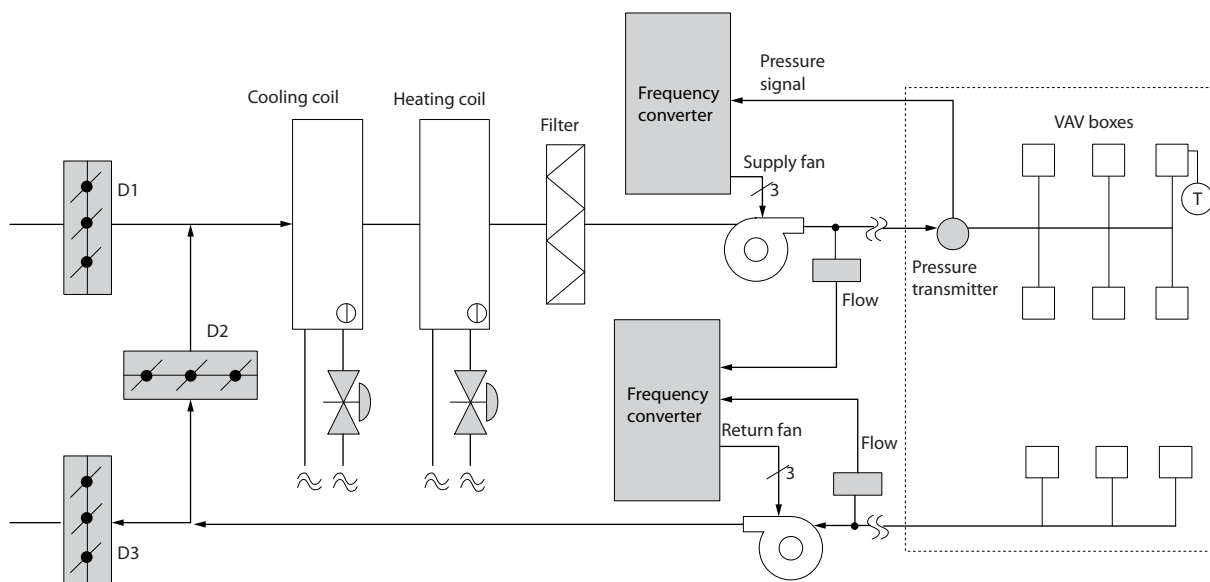 Cooling coil
Heating coil
Filter
Frequency
converter
Pressure
signal
VAV boxes
Supply fan
3
T
D1
Pressure
transmitter
Flow
D2
Frequency
converter
Return fan
Flow
3
D3